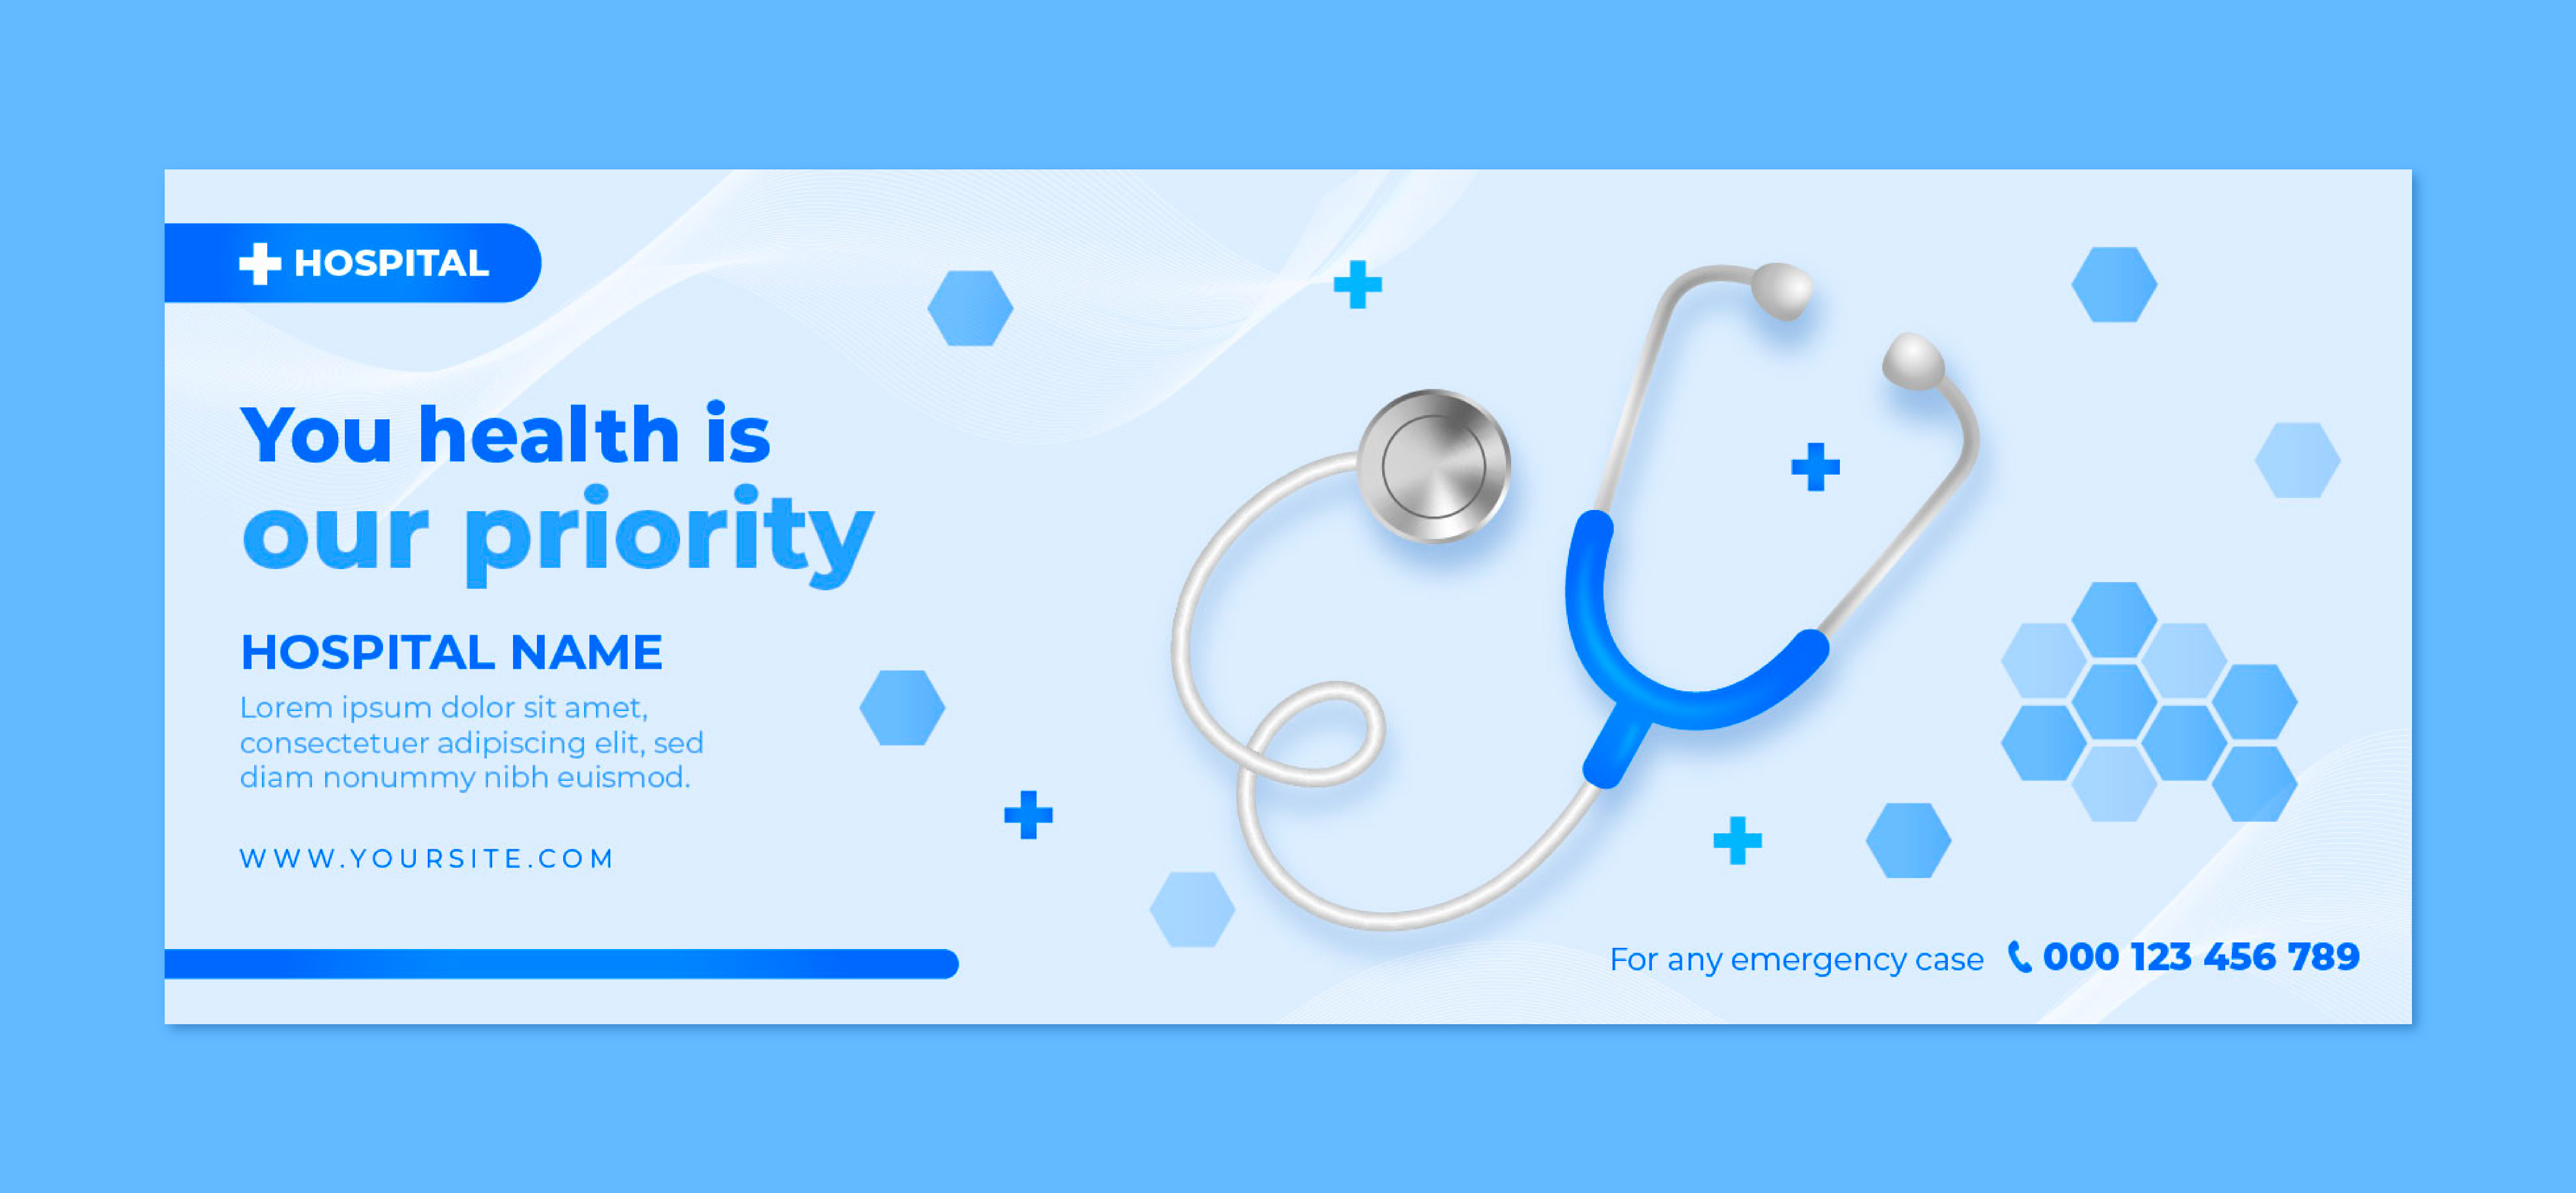 HOSPITAL
You health is
our priority
HOSPITAL NAME
Lorem ipsum dolor sit amet,
consectetuer adipiscing elit, sed
diam nonummy nibh euismod.
WWW.YOURSITE.COM
For any emergency case 000 123 456 789